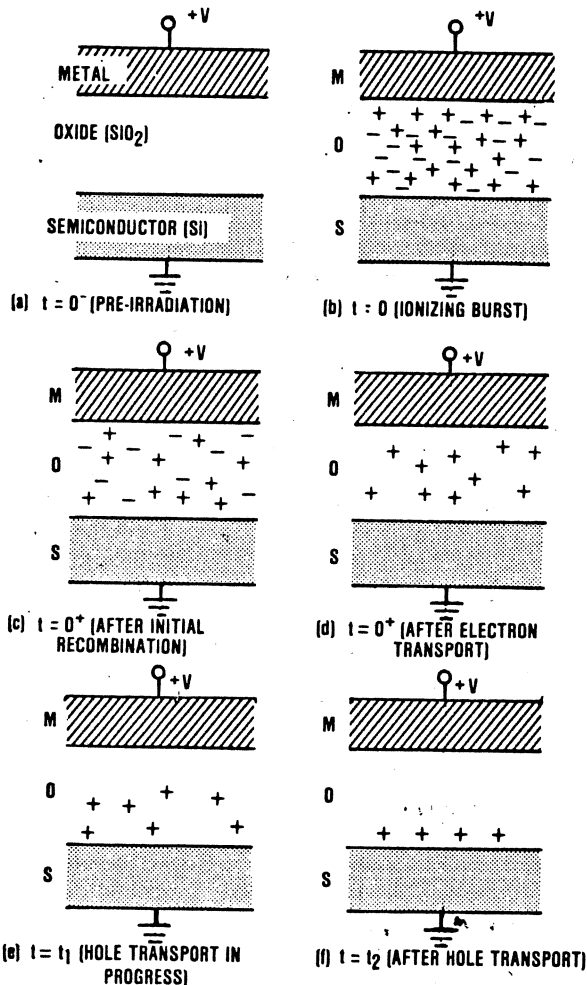 +V
METAL
OXIDE (SIO₂)
SEMICONDUCTOR (SI)
(a) t = 0⁻ (PRE-IRRADIATION)
+V
M
O
S
(b) t = 0 (IONIZING BURST)
+V
M
O
S
(c) t = 0⁺ (AFTER INITIAL
RECOMBINATION)
+V
M
O
S
(d) t = 0⁺ (AFTER ELECTRON
TRANSPORT)
+V
M
O
S
(e) t = t₁ (HOLE TRANSPORT IN
PROGRESS)
+V
M
O
S
(f) t = t₂ (AFTER HOLE TRANSPORT)